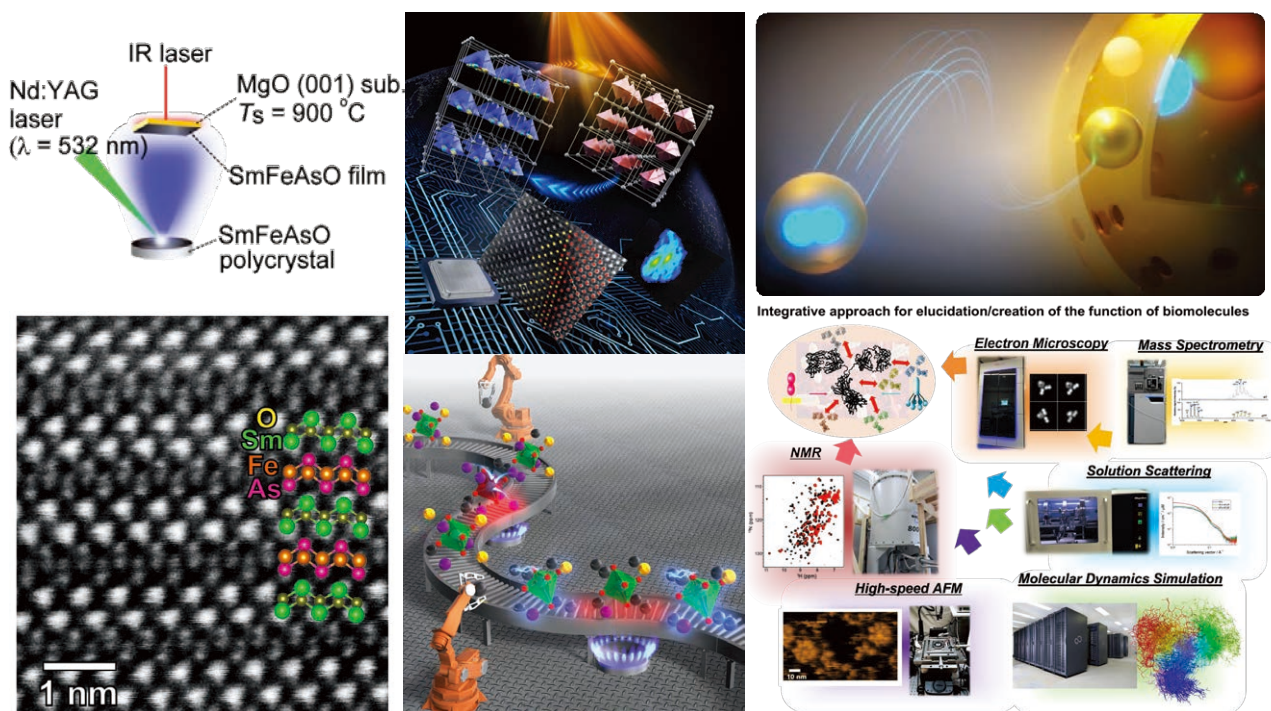 IR laser
Nd:YAG
laser
(λ = 532 nm)
MgO (001) sub.
Ts = 900 °C
SmFeAsO film
SmFeAsO
polycrystal
O
Sm
Fe
As
1 nm
Integrative approach for elucidation/creation of the function of biomolecules
Electron Microscopy
Mass Spectrometry
NMR
Solution Scattering
¹H (ppm)
High-speed AFM
Molecular Dynamics Simulation
10 nm